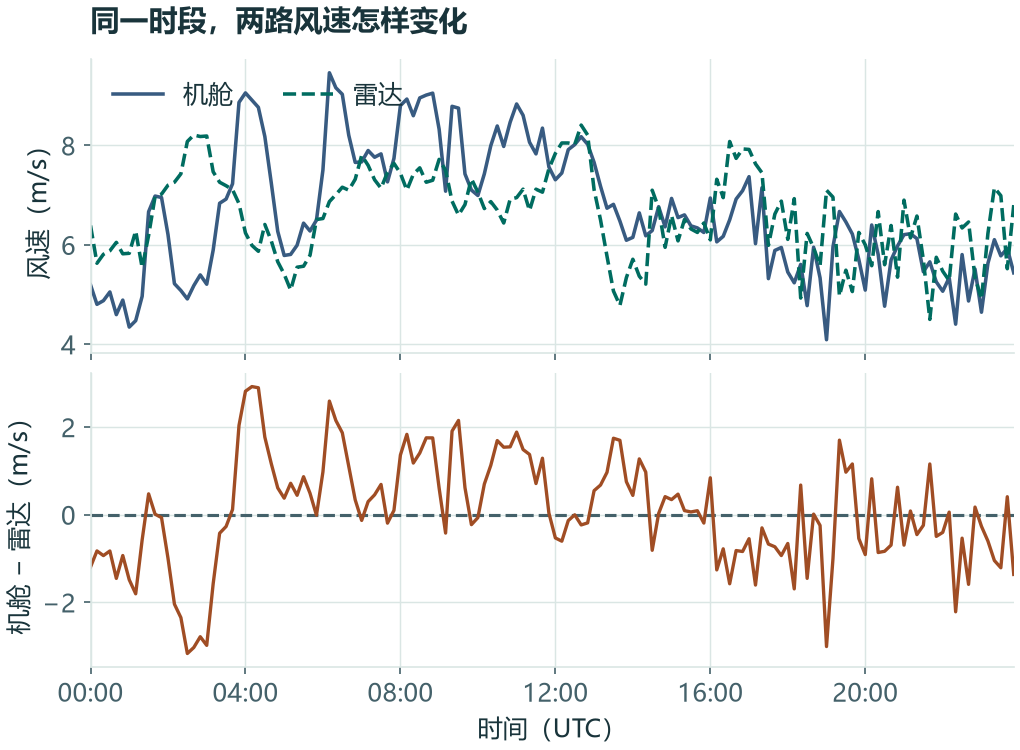 同一时段，两路风速怎样变化
机舱
雷达
风速（m/s）
8
6
4
机舱 − 雷达（m/s）
2
0
−2
00:00
04:00
08:00
12:00
16:00
20:00
时间（UTC）